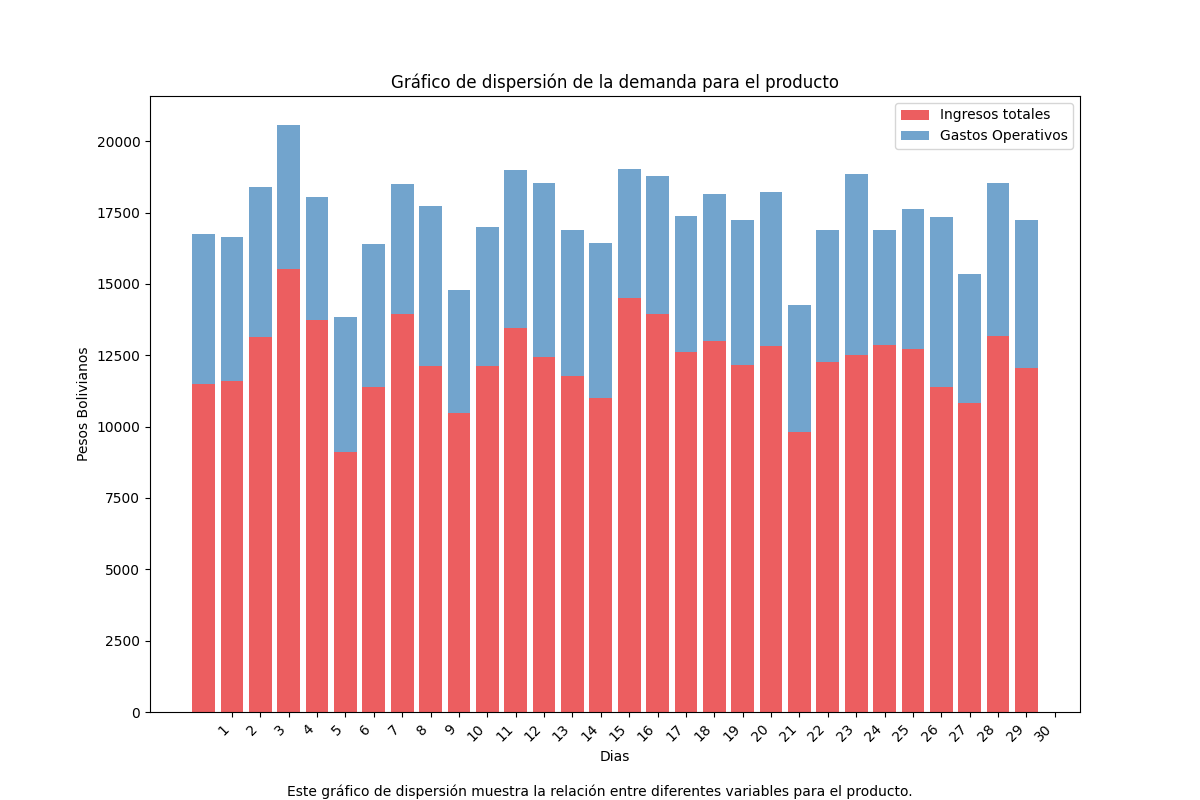 Gráfico de dispersión de la demanda para el producto
Ingresos totales
Gastos Operativos
Pesos Bolivianos
20000
17500
15000
12500
10000
7500
5000
2500
0
1 2 3 4 5 6 7 8 9 10 11 12 13 14 15 16 17 18 19 20 21 22 23 24 25 26 27 28 29 30
Dias
Este gráfico de dispersión muestra la relación entre diferentes variables para el producto.